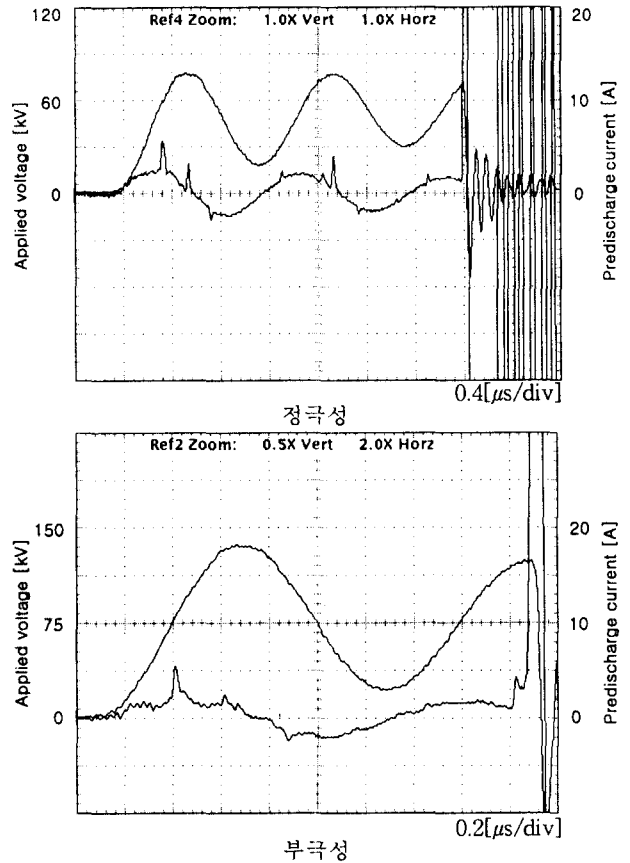 Ref4 Zoom: 1.0X Vert 1.0X Horz
120
60
0
20
10
0
Applied voltage [kV]
Predischarge current [A]
0.4[μs/div]
정극성
Ref2 Zoom: 0.5X Vert 2.0X Horz
150
75
0
20
10
0
Applied voltage [kV]
Predischarge current [A]
0.2[μs/div]
부극성